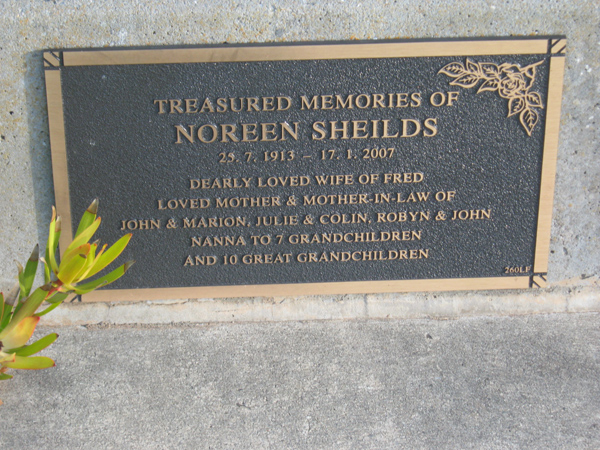 TREASURED MEMORIES OF
NOREEN SHEILDS
25. 7. 1913 – 17. 1. 2007
DEARLY LOVED WIFE OF FRED
LOVED MOTHER & MOTHER-IN-LAW OF
JOHN & MARION, JULIE & COLIN, ROBYN & JOHN
NANNA TO 7 GRANDCHILDREN
AND 10 GREAT GRANDCHILDREN